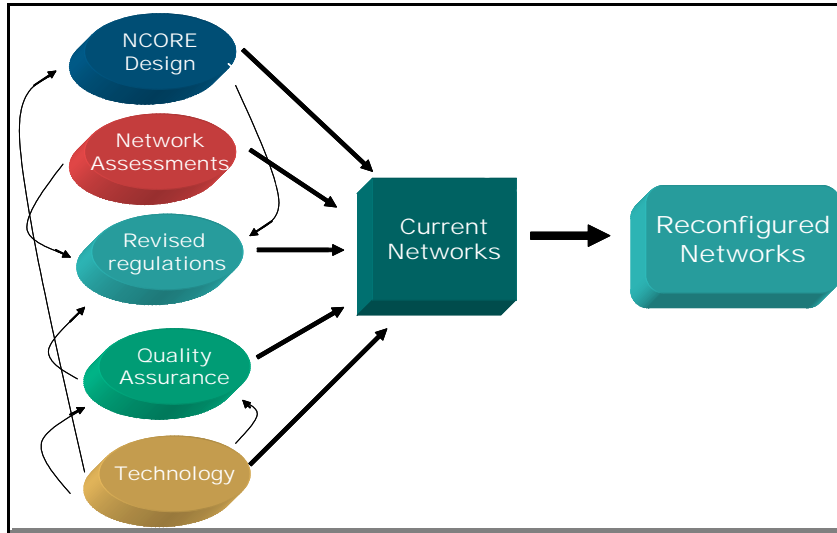 NCORE
Design
Network
Assessments
Revised
regulations
Quality
Assurance
Technology
Current
Networks
Reconfigured
Networks